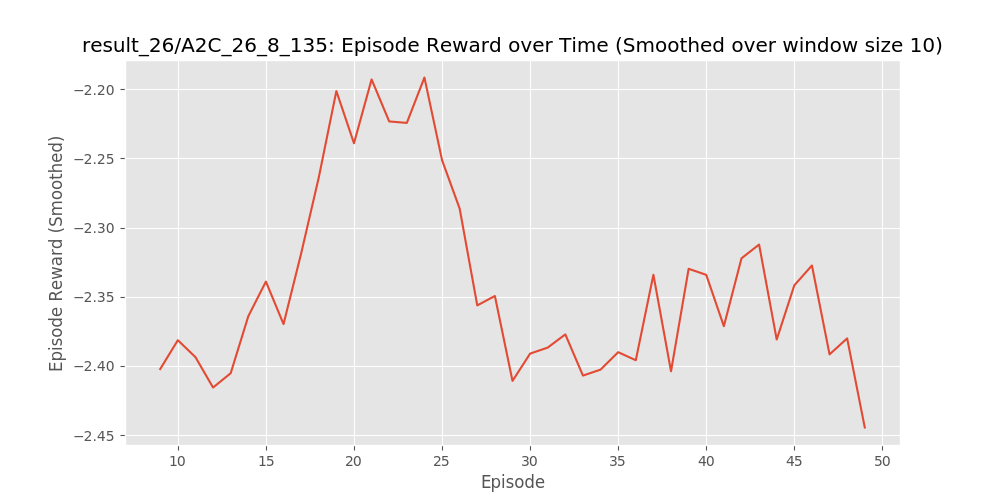 result_26/A2C_26_8_135: Episode Reward over Time (Smoothed over window size 10)
Episode Reward (Smoothed)
−2.20
−2.25
−2.30
−2.35
−2.40
−2.45
10 15 20 25 30 35 40 45 50
Episode